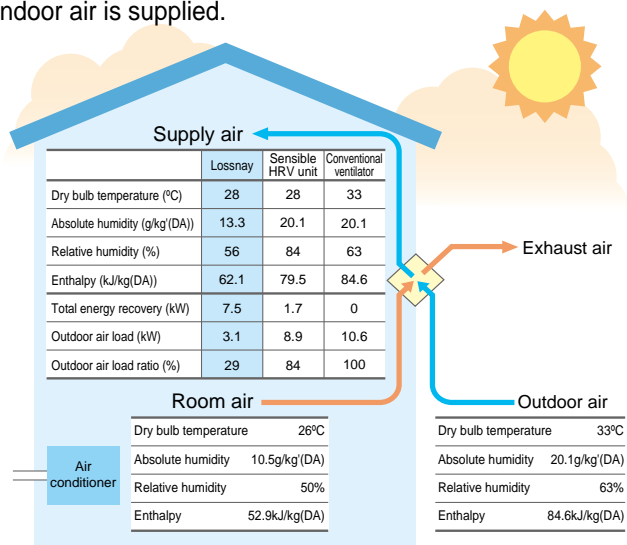 ndoor air is supplied.
Supply air
Lossnay Sensible HRV unit Conventional ventilator
Dry bulb temperature (ºC) 28 28 33
Absolute humidity (g/kg'(DA)) 13.3 20.1 20.1
Relative humidity (%) 56 84 63
Enthalpy (kJ/kg(DA)) 62.1 79.5 84.6
Total energy recovery (kW) 7.5 1.7 0
Outdoor air load (kW) 3.1 8.9 10.6
Outdoor air load ratio (%) 29 84 100
Exhaust air
Room air
Dry bulb temperature 26ºC
Absolute humidity 10.5g/kg'(DA)
Relative humidity 50%
Enthalpy 52.9kJ/kg(DA)
Air
conditioner
Outdoor air
Dry bulb temperature 33ºC
Absolute humidity 20.1g/kg'(DA)
Relative humidity 63%
Enthalpy 84.6kJ/kg(DA)